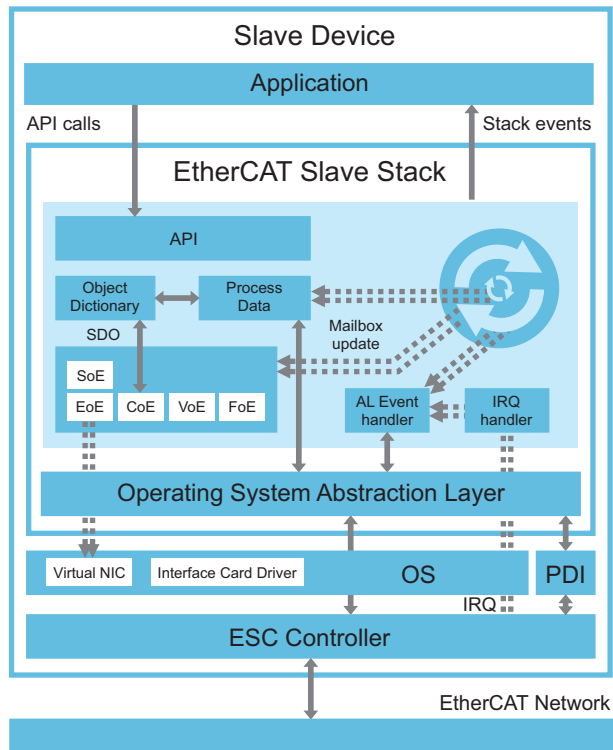 Slave Device
Application
API calls
Stack events
EtherCAT Slave Stack
API
Object
Dictionary
Process
Data
SDO
Mailbox
update
SoE
EoE
CoE
VoE
FoE
AL Event
handler
IRQ
handler
Operating System Abstraction Layer
Virtual NIC
Interface Card Driver
OS
PDI
IRQ
ESC Controller
EtherCAT Network